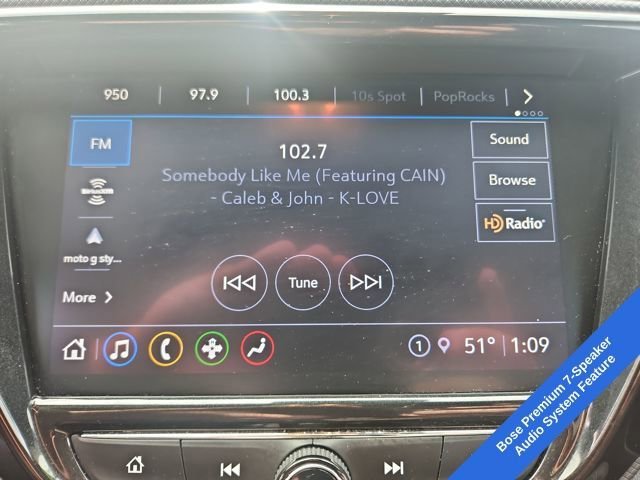 950 97.9 100.3 10s Spot PopRocks
FM
SiriusXM
moto g sty...
More
102.7
Somebody Like Me (Featuring CAIN)
- Caleb & John - K-LOVE
Tune
Sound
Browse
HD Radio
1 51° 1:09
Bose Premium 7-Speaker
Audio System Feature